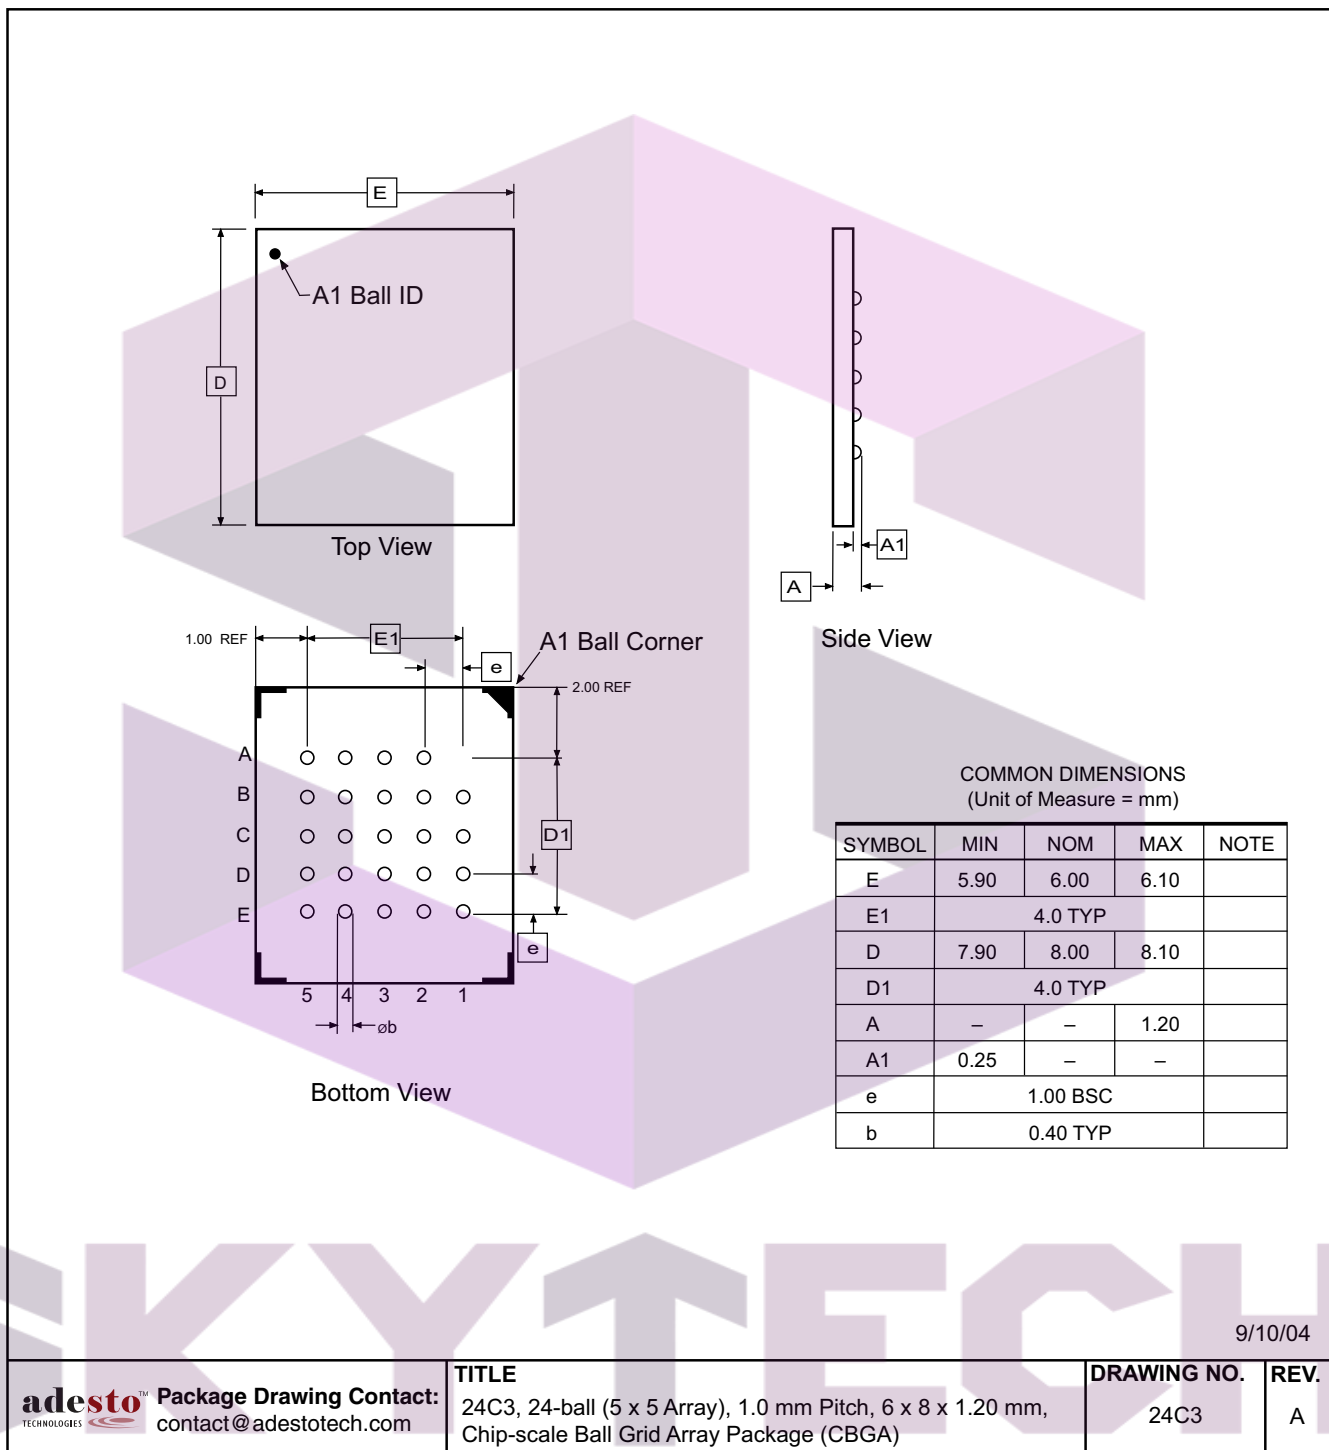 E
A1 Ball ID
D
Top View
A1
A
Side View
1.00 REF
E1
e
A1 Ball Corner
2.00 REF
A
B
C
D
E
D1
e
5 4 3 2 1
øb
Bottom View
COMMON DIMENSIONS
(Unit of Measure = mm)
SYMBOL MIN NOM MAX NOTE
E 5.90 6.00 6.10
E1 4.0 TYP
D 7.90 8.00 8.10
D1 4.0 TYP
A – – 1.20
A1 0.25 – –
e 1.00 BSC
b 0.40 TYP
SKYTECH
9/10/04
adesto™
TECHNOLOGIES
Package Drawing Contact:
contact@adestotech.com
TITLE
24C3, 24-ball (5 x 5 Array), 1.0 mm Pitch, 6 x 8 x 1.20 mm,
Chip-scale Ball Grid Array Package (CBGA)
DRAWING NO.
24C3
REV.
A